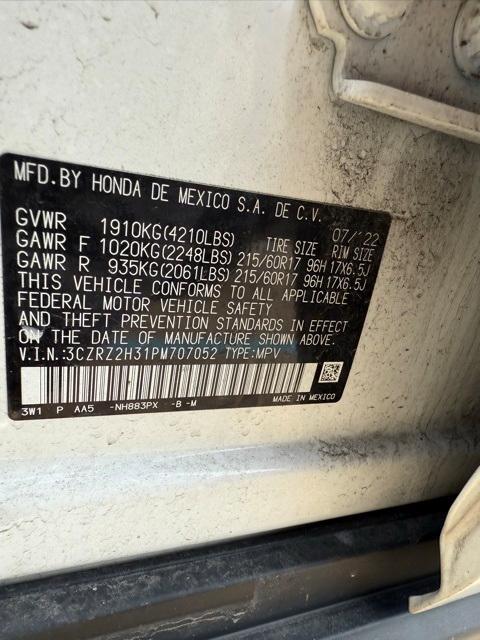 MFD.BY HONDA DE MEXICO S.A. DE C.V.
07/'22
GVWR 1910KG(4210LBS) TIRE SIZE RIM SIZE
GAWR F 1020KG(2248LBS) 215/60R17 96H 17X6.5J
GAWR R 935KG(2061LBS) 215/60R17 96H 17X6.5J
THIS VEHICLE CONFORMS TO ALL APPLICABLE
FEDERAL MOTOR VEHICLE SAFETY
AND THEFT PREVENTION STANDARDS IN EFFECT
ON THE DATE OF MANUFACTURE SHOWN ABOVE.
V.I.N.:3CZRZ2H31PM707052 TYPE:MPV
3W1 P AA5 -NH883PX -B -M MADE IN MEXICO